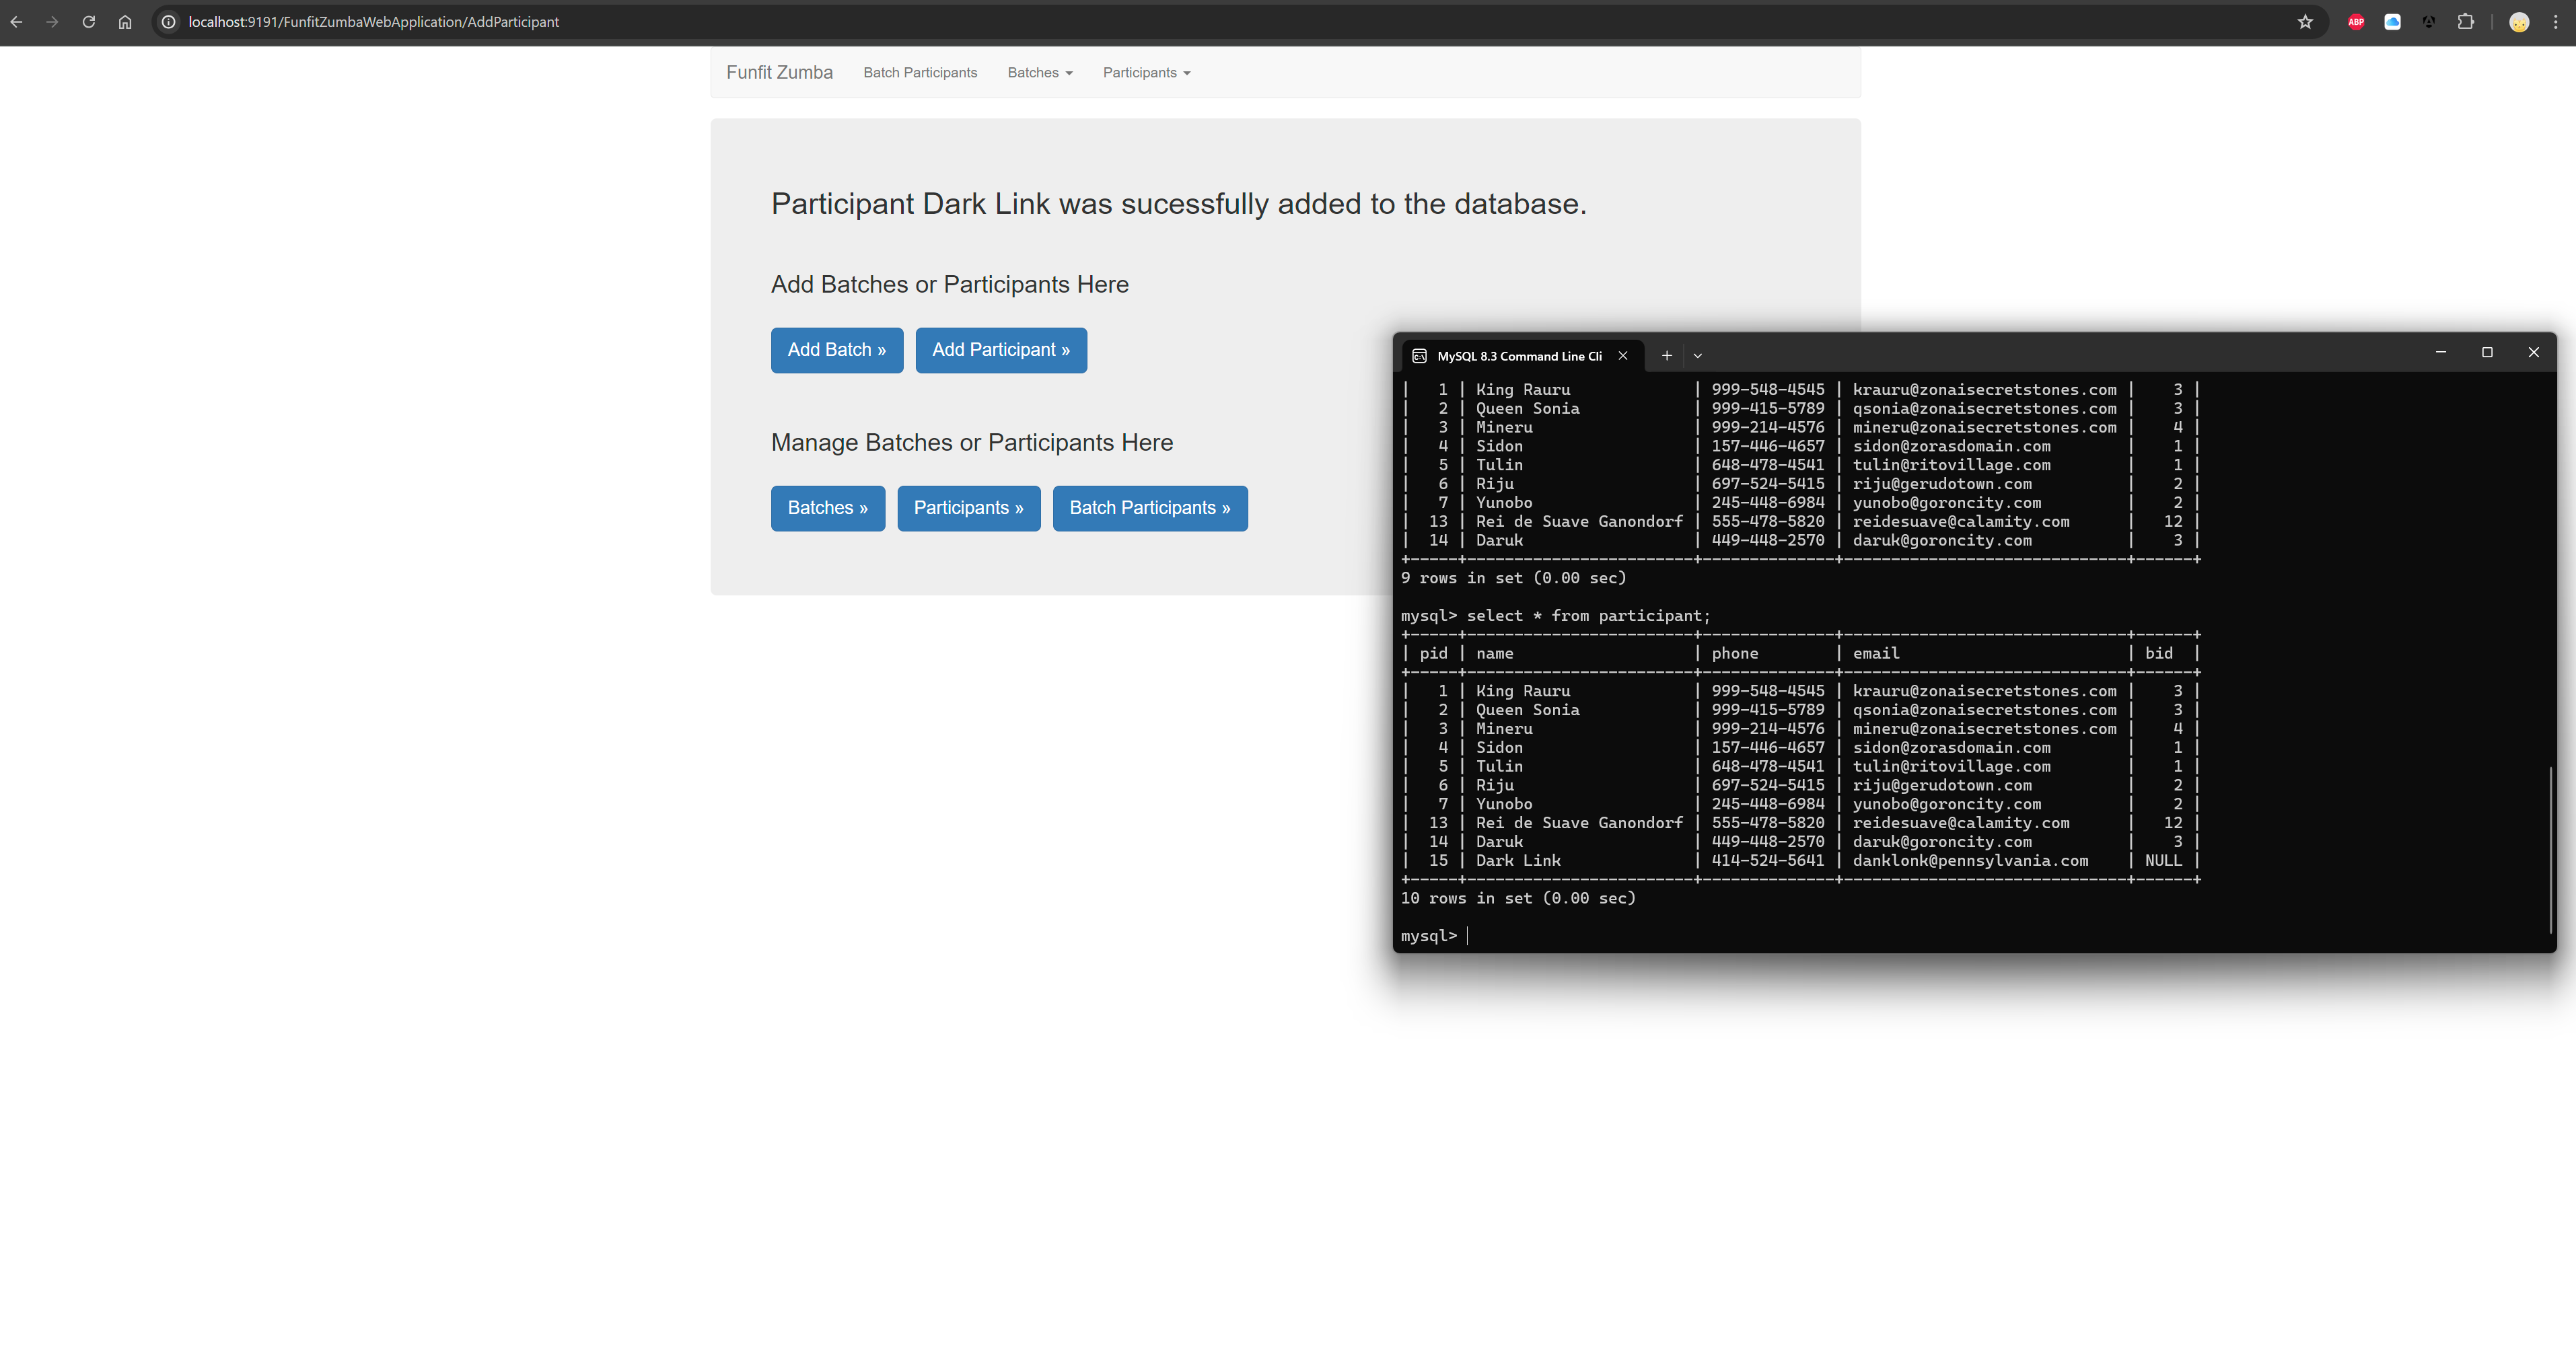 localhost:9191/FunfitZumbaWebApplication/AddParticipant
ABP
Funfit Zumba Batch Participants Batches Participants
Participant Dark Link was sucessfully added to the database.
Add Batches or Participants Here
Add Batch » Add Participant »
Manage Batches or Participants Here
Batches » Participants » Batch Participants »
MySQL 8.3 Command Line Cli
| 1 | King Rauru | 999-548-4545 | krauru@zonaisecretstones.com | 3 |
| 2 | Queen Sonia | 999-415-5789 | qsonia@zonaisecretstones.com | 3 |
| 3 | Mineru | 999-214-4576 | mineru@zonaisecretstones.com | 4 |
| 4 | Sidon | 157-446-4657 | sidon@zorasdomain.com | 1 |
| 5 | Tulin | 648-478-4541 | tulin@ritovillage.com | 1 |
| 6 | Riju | 697-524-5415 | riju@gerudotown.com | 2 |
| 7 | Yunobo | 245-448-6984 | yunobo@goroncity.com | 2 |
| 13 | Rei de Suave Ganondorf | 555-478-5820 | reidesuave@calamity.com | 12 |
| 14 | Daruk | 449-448-2570 | daruk@goroncity.com | 3 |
+-----+------------------------+--------------+------------------------------+------+
9 rows in set (0.00 sec)
mysql> select * from participant;
+-----+------------------------+--------------+------------------------------+------+
| pid | name | phone | email | bid |
+-----+------------------------+--------------+------------------------------+------+
| 1 | King Rauru | 999-548-4545 | krauru@zonaisecretstones.com | 3 |
| 2 | Queen Sonia | 999-415-5789 | qsonia@zonaisecretstones.com | 3 |
| 3 | Mineru | 999-214-4576 | mineru@zonaisecretstones.com | 4 |
| 4 | Sidon | 157-446-4657 | sidon@zorasdomain.com | 1 |
| 5 | Tulin | 648-478-4541 | tulin@ritovillage.com | 1 |
| 6 | Riju | 697-524-5415 | riju@gerudotown.com | 2 |
| 7 | Yunobo | 245-448-6984 | yunobo@goroncity.com | 2 |
| 13 | Rei de Suave Ganondorf | 555-478-5820 | reidesuave@calamity.com | 12 |
| 14 | Daruk | 449-448-2570 | daruk@goroncity.com | 3 |
| 15 | Dark Link | 414-524-5641 | danklonk@pennsylvania.com | NULL |
+-----+------------------------+--------------+------------------------------+------+
10 rows in set (0.00 sec)
mysql>